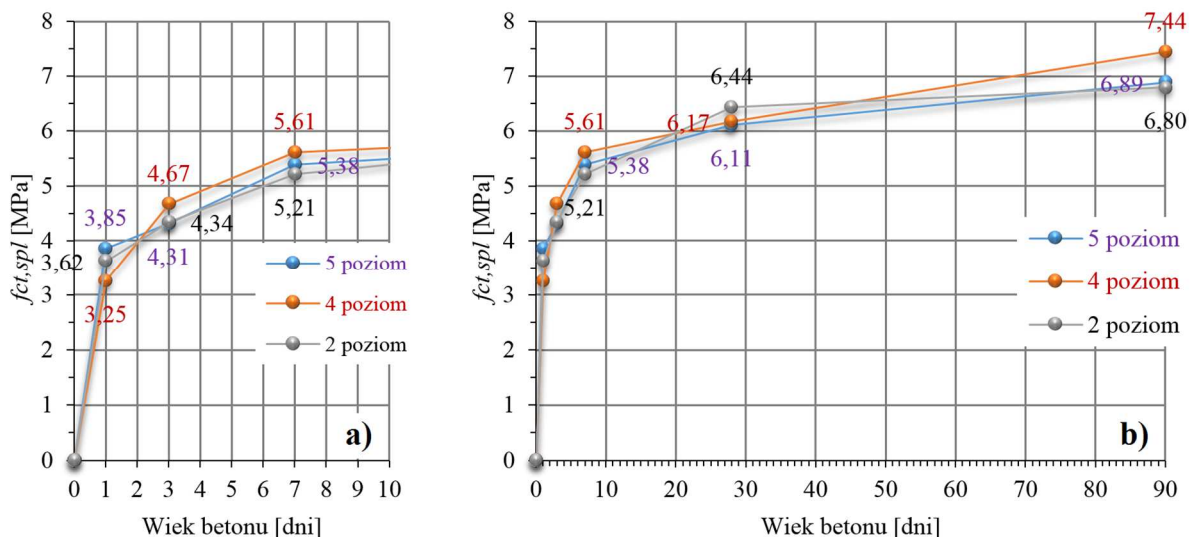 8
7
6
5
4
3
2
1
0
fct,spl [MPa]
5,61
4,67
5,38
5,21
3,85
4,34
3,62
4,31
3,25
5 poziom
4 poziom
2 poziom
a)
0 1 2 3 4 5 6 7 8 9 10
Wiek betonu [dni]
8
7
6
5
4
3
2
1
0
fct,spl [MPa]
7,44
6,44
6,89
5,61
6,17
6,80
5,38
6,11
5,21
5 poziom
4 poziom
2 poziom
b)
0 10 20 30 40 50 60 70 80 90
Wiek betonu [dni]